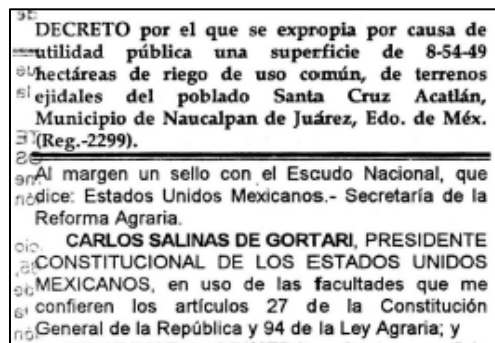 DECRETO por el que se expropia por causa de
utilidad pública una superficie de 8-54-49
hectáreas de riego de uso común, de terrenos
ejidales del poblado Santa Cruz Acatlán,
Municipio de Naucalpan de Juárez, Edo. de Méx.
(Reg.-2299).
Al margen un sello con el Escudo Nacional, que
dice: Estados Unidos Mexicanos.- Secretaría de la
Reforma Agraria.
CARLOS SALINAS DE GORTARI, PRESIDENTE
CONSTITUCIONAL DE LOS ESTADOS UNIDOS
MEXICANOS, en uso de las facultades que me
confieren los artículos 27 de la Constitución
General de la República y 94 de la Ley Agraria; y